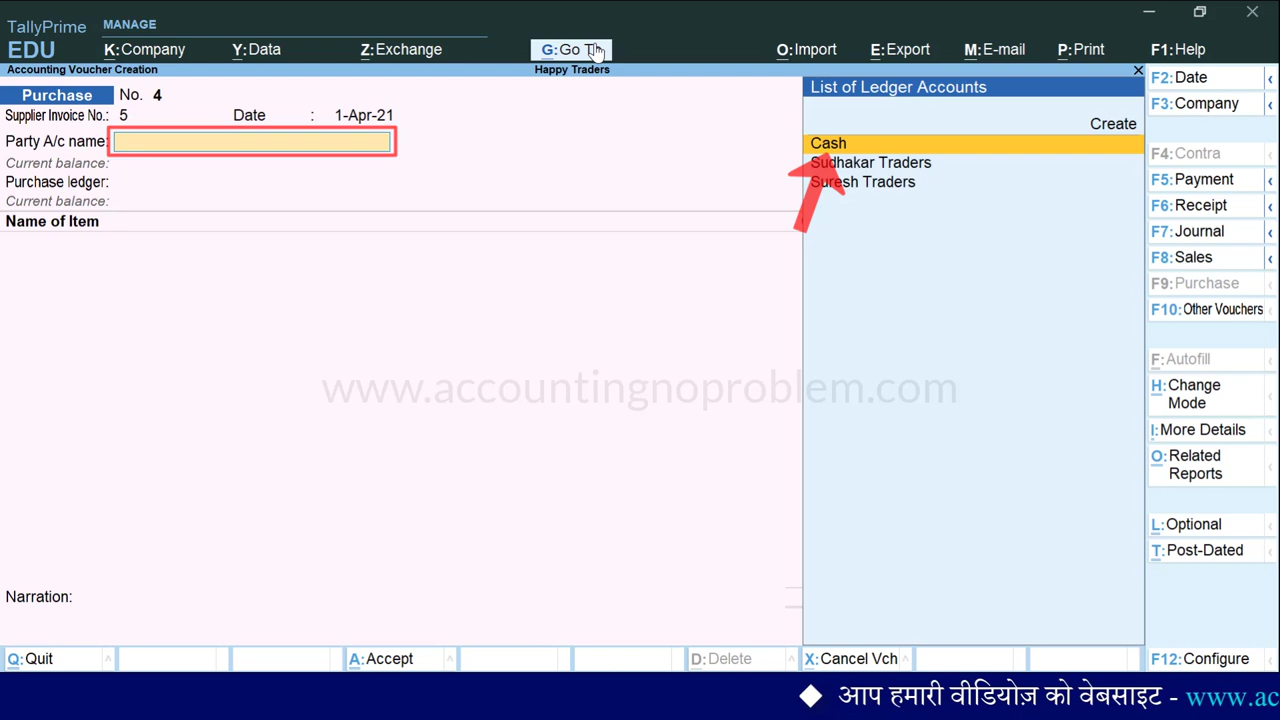 TallyPrime
EDU
MANAGE
K:Company
Y:Data
Z:Exchange
G:Go T
O:Import
E:Export
M:E-mail
P:Print
F1:Help
Accounting Voucher Creation
Happy Traders
Purchase No. 4
Supplier Invoice No.: 5 Date : 1-Apr-21
Party A/c name:
Current balance:
Purchase ledger:
Current balance:
Name of Item
List of Ledger Accounts
Create
Cash
Sudhakar Traders
Suresh Traders
www.accountingnoproblem.com
Narration:
F2:Date
F3:Company
F4:Contra
F5:Payment
F6:Receipt
F7:Journal
F8:Sales
F9:Purchase
F10:Other Vouchers
F:Autofill
H:Change
Mode
I:More Details
O:Related
Reports
L:Optional
T:Post-Dated
Q:Quit
A:Accept
D:Delete
X:Cancel Vch
F12:Configure
आप हमारी वीडियोज़ को वेबसाइट - www.ac